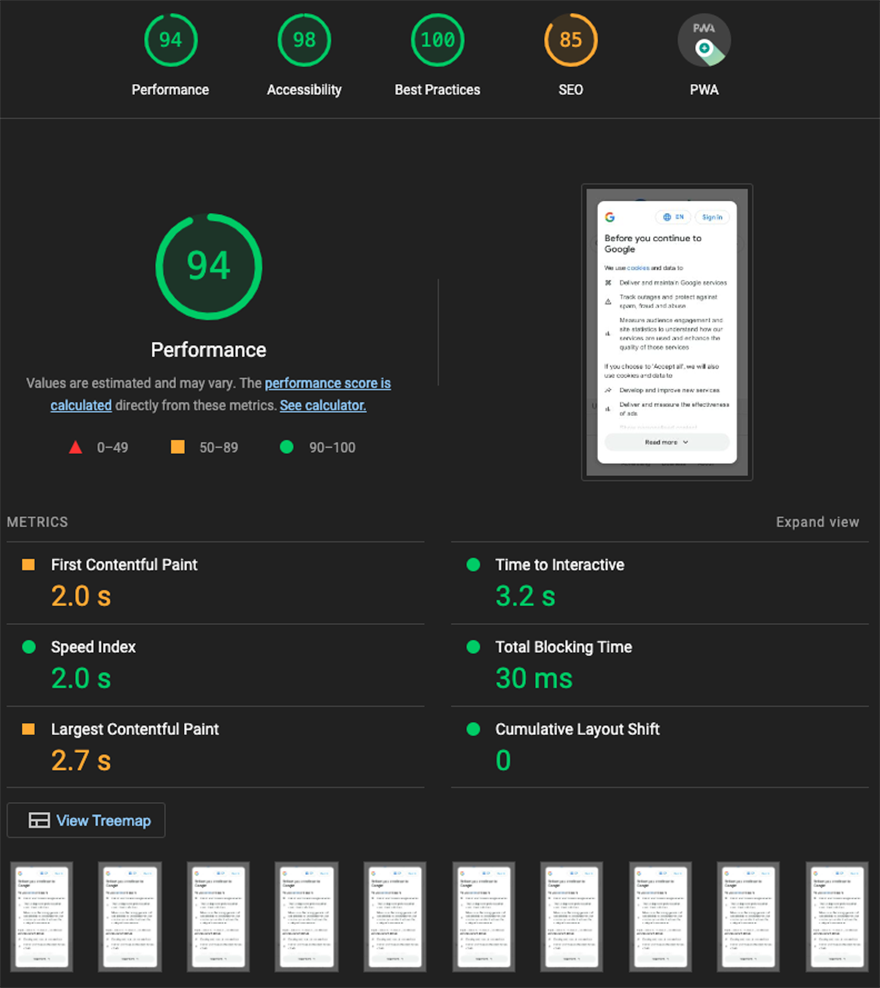 94 98 100 85 PWA
Performance Accessibility Best Practices SEO PWA
94
Performance
Values are estimated and may vary. The performance score is
calculated directly from these metrics. See calculator.
0–49 50–89 90–100
EN Sign in
Before you continue to
Google
We use cookies and data to
Deliver and maintain Google services
Track outages and protect against
spam, fraud and abuse
Measure audience engagement and
site statistics to understand how our
services are used and enhance the
quality of those services
If you choose to 'Accept all', we will also
use cookies and data to
Develop and improve new services
Deliver and measure the effectiveness
of ads
Read more
METRICS Expand view
First Contentful Paint
2.0 s
Time to Interactive
3.2 s
Speed Index
2.0 s
Total Blocking Time
30 ms
Largest Contentful Paint
2.7 s
Cumulative Layout Shift
0
View Treemap